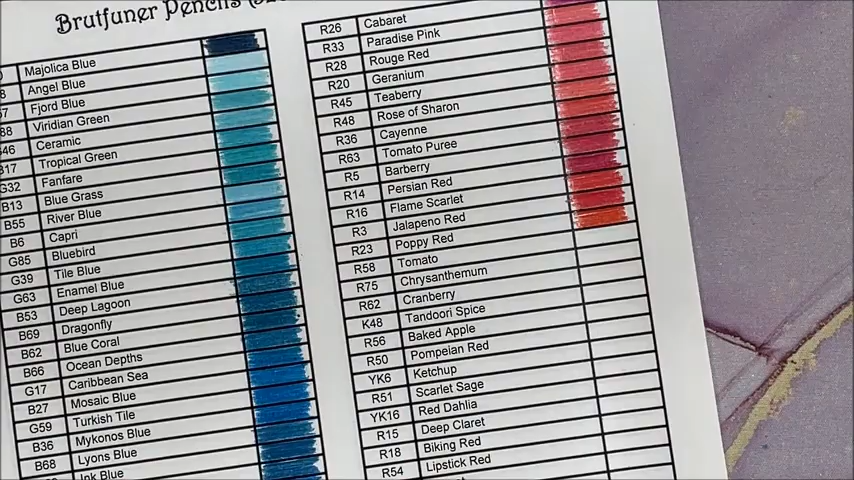 Brutfuner Pencils
Majolica Blue
Angel Blue
Fjord Blue
Viridian Green
Ceramic
B17 Tropical Green
G32 Fanfare
B13 Blue Grass
B55 River Blue
B6 Capri
G85 Bluebird
G39 Tile Blue
G63 Enamel Blue
B53 Deep Lagoon
B69 Dragonfly
B62 Blue Coral
B66 Ocean Depths
G17 Caribbean Sea
B27 Mosaic Blue
G59 Turkish Tile
B36 Mykonos Blue
B68 Lyons Blue
Ink Blue
R26 Cabaret
R33 Paradise Pink
R28 Rouge Red
R20 Geranium
R45 Teaberry
R48 Rose of Sharon
R36 Cayenne
R63 Tomato Puree
R5 Barberry
R14 Persian Red
R16 Flame Scarlet
R3 Jalapeno Red
R23 Poppy Red
R58 Tomato
R75 Chrysanthemum
R62 Cranberry
K48 Tandoori Spice
R56 Baked Apple
R50 Pompeian Red
YK6 Ketchup
R51 Scarlet Sage
YK16 Red Dahlia
R15 Deep Claret
R18 Biking Red
R54 Lipstick Red